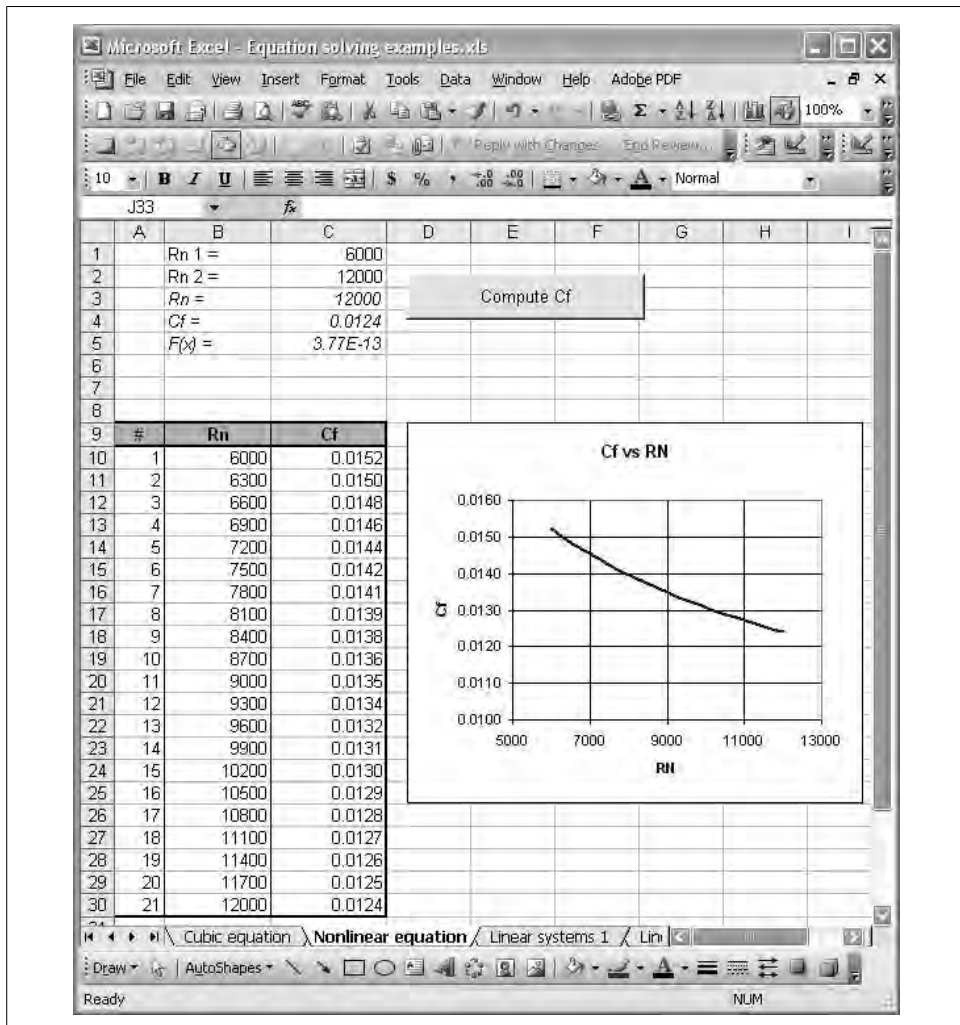 Microsoft Excel - Equation solving examples.xls
File Edit View Insert Format Tools Data Window Help Adobe PDF
100%
Reply with Changes... End Review...
10 B I U $ % , Normal
J33 fx
A B C D E F G H I
1 Rn 1 = 6000
2 Rn 2 = 12000
3 Rn = 12000
Compute Cf
4 Cf = 0.0124
5 F(x) = 3.77E-13
6
7
8
9 # Rn Cf
10 1 6000 0.0152
11 2 6300 0.0150
12 3 6600 0.0148
13 4 6900 0.0146
14 5 7200 0.0144
15 6 7500 0.0142
16 7 7800 0.0141
17 8 8100 0.0139
18 9 8400 0.0138
19 10 8700 0.0136
20 11 9000 0.0135
21 12 9300 0.0134
22 13 9600 0.0132
23 14 9900 0.0131
24 15 10200 0.0130
25 16 10500 0.0129
26 17 10800 0.0128
27 18 11100 0.0127
28 19 11400 0.0126
29 20 11700 0.0125
30 21 12000 0.0124
Cf vs RN
0.0160
0.0150
0.0140
0.0130
0.0120
0.0110
0.0100
Cf
5000 7000 9000 11000 13000
RN
Cubic equation Nonlinear equation Linear systems 1 Lin
Draw AutoShapes
Ready NUM